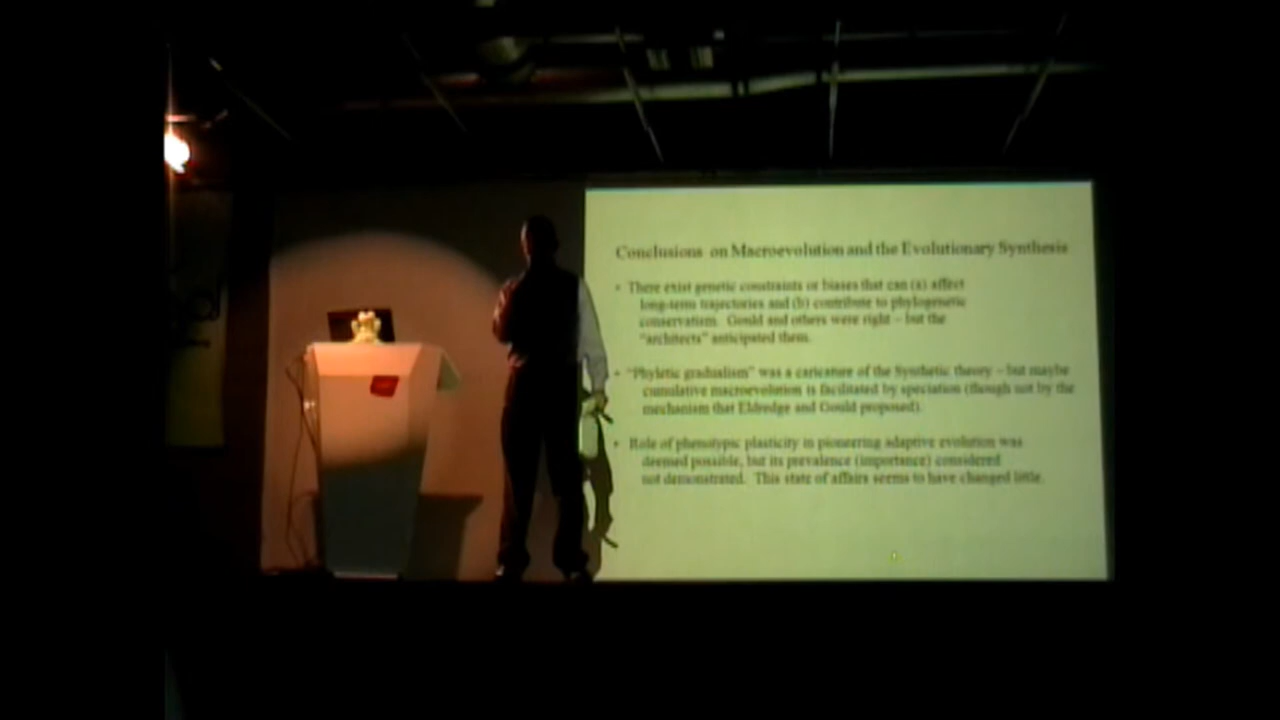 Conclusions on Macroevolution and the Evolutionary Synthesis
• There exist genetic constraints or biases that can (a) affect
long-term trajectories and (b) contribute to phylogenetic
conservatism. Gould and others were right – but the
"architects" anticipated them.
• "Phyletic gradualism" was a caricature of the Synthetic theory – but maybe
cumulative macroevolution is facilitated by speciation (though not by the
mechanism that Eldredge and Gould proposed).
• Role of phenotypic plasticity in pioneering adaptive evolution was
deemed possible, but its prevalence (importance) considered
not demonstrated. This state of affairs seems to have changed little.